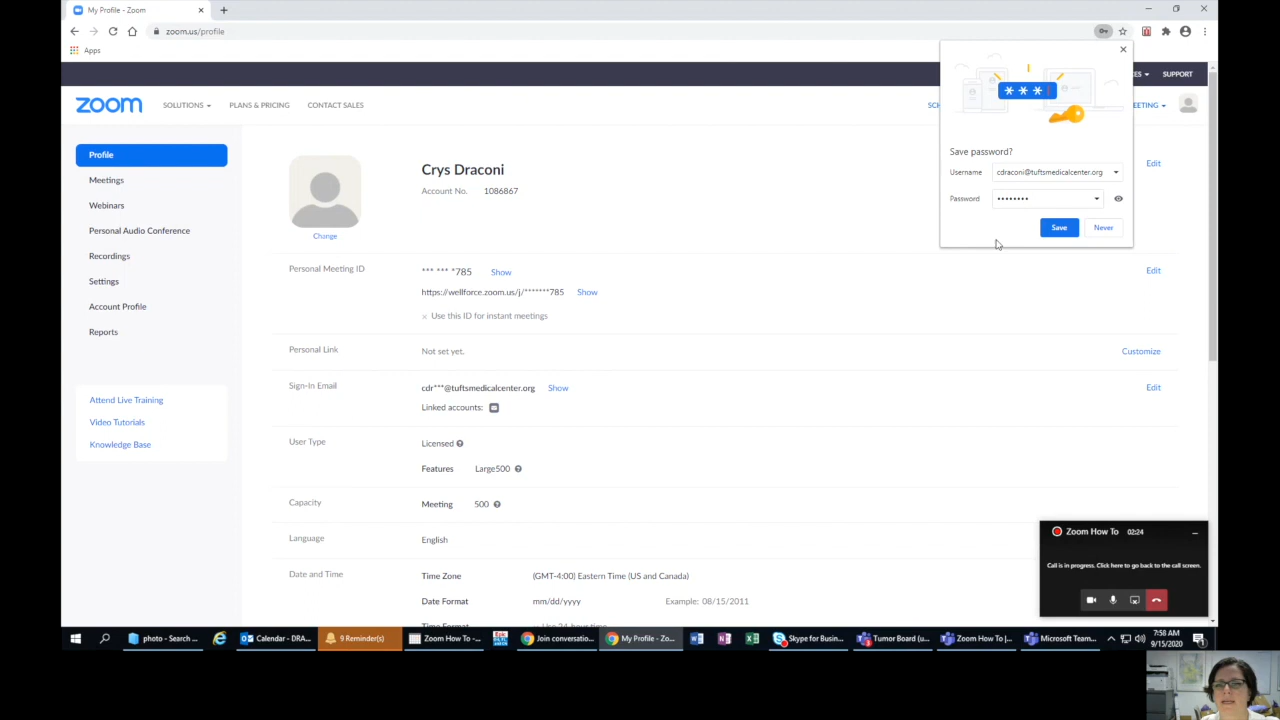 My Profile - Zoom
zoom.us/profile
Apps
SUPPORT
zoom
SOLUTIONS
PLANS & PRICING
CONTACT SALES
Profile
Meetings
Webinars
Personal Audio Conference
Recordings
Settings
Account Profile
Reports
Attend Live Training
Video Tutorials
Knowledge Base
Crys Draconi
Account No. 1086867
Change
Edit
Personal Meeting ID
*** *** *785 Show
https://wellforce.zoom.us/j/*******785 Show
× Use this ID for instant meetings
Edit
Personal Link
Not set yet.
Customize
Sign-In Email
cdr***@tuftsmedicalcenter.org Show
Linked accounts:
Edit
User Type
Licensed
Features Large500
Capacity
Meeting 500
Language
English
Date and Time
Time Zone (GMT-4:00) Eastern Time (US and Canada)
Date Format mm/dd/yyyy Example: 08/15/2011
***
Save password?
Username cdraconi@tuftsmedicalcenter.org
Password ••••••••
Save Never
Zoom How To 02:24
Call is in progress. Click here to go back to the call screen.
photo - Search ...
Calendar - DRA...
9 Reminder(s)
Zoom How To -...
Join conversatio...
My Profile - Zo...
Skype for Busin...
Tumor Board (u...
Zoom How To |...
Microsoft Team...
7:58 AM
9/15/2020